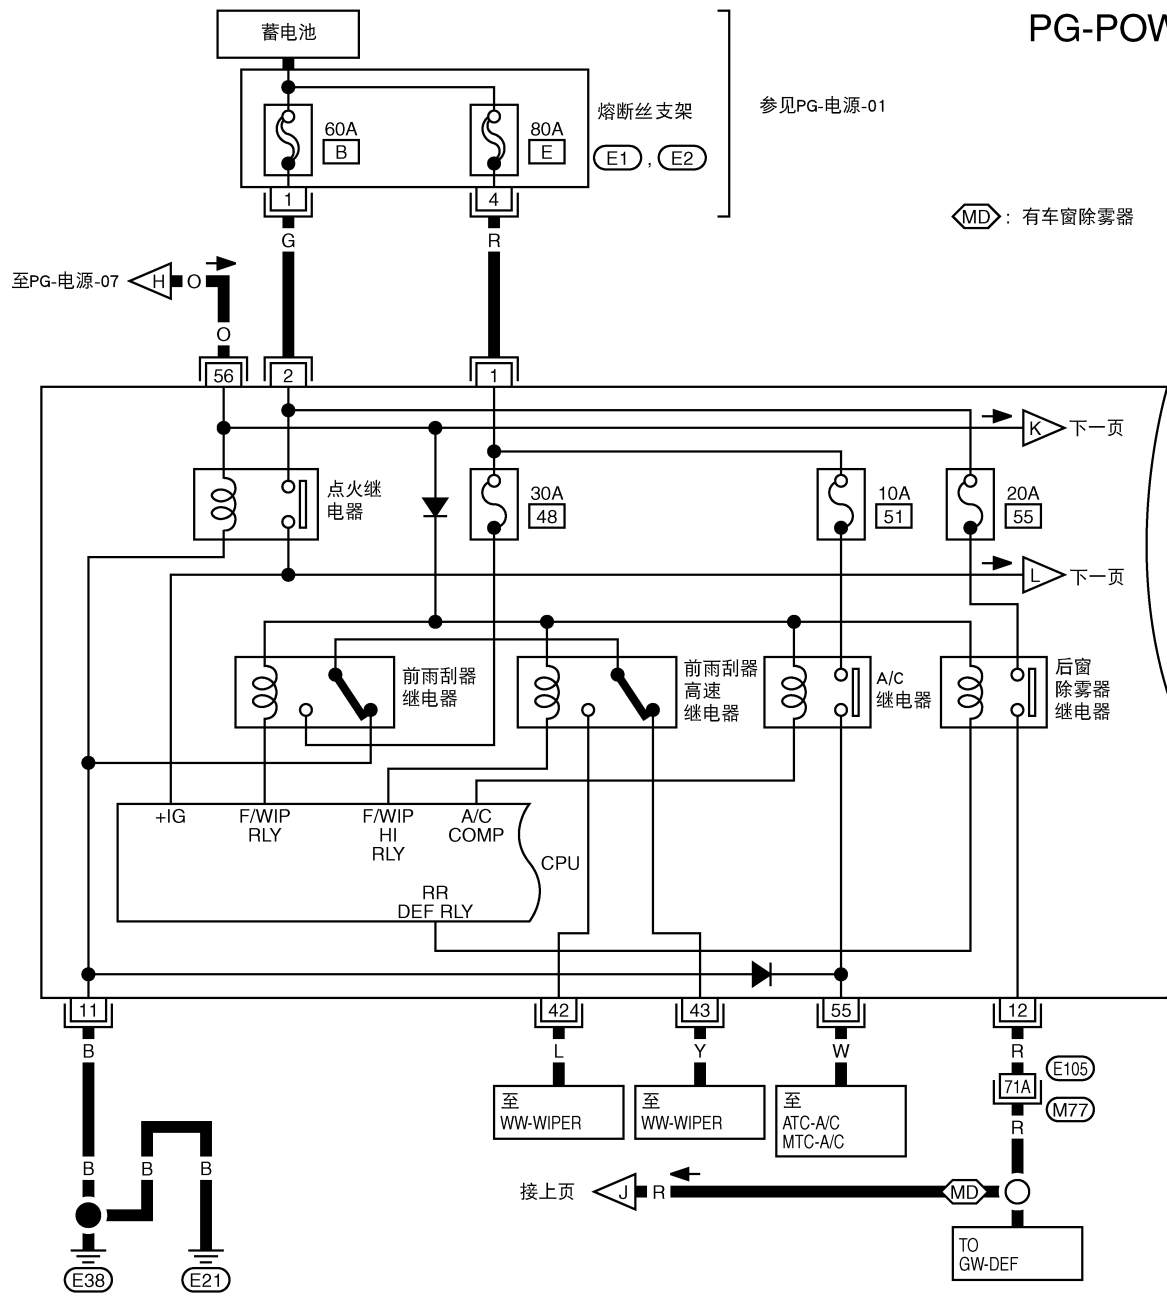 PG-POW
蓄电池
60A
B
80A
E
熔断丝支架
E1 , E2
参见PG-电源-01
MD : 有车窗除雾器
1
4
G
R
至PG-电源-07
H
O
O
56
2
1
K
下一页
点火继
电器
30A
48
10A
51
20A
55
L
下一页
前雨刮器
继电器
前雨刮器
高速
继电器
A/C
继电器
后窗
除雾器
继电器
+IG
F/WIP
RLY
F/WIP
HI
RLY
A/C
COMP
CPU
RR
DEF RLY
11
42
43
55
12
B
L
Y
W
R
E105
71A
M77
R
至
WW-WIPER
至
WW-WIPER
至
ATC-A/C
MTC-A/C
B
B
B
接上页
J
R
MD
TO
GW-DEF
E38
E21